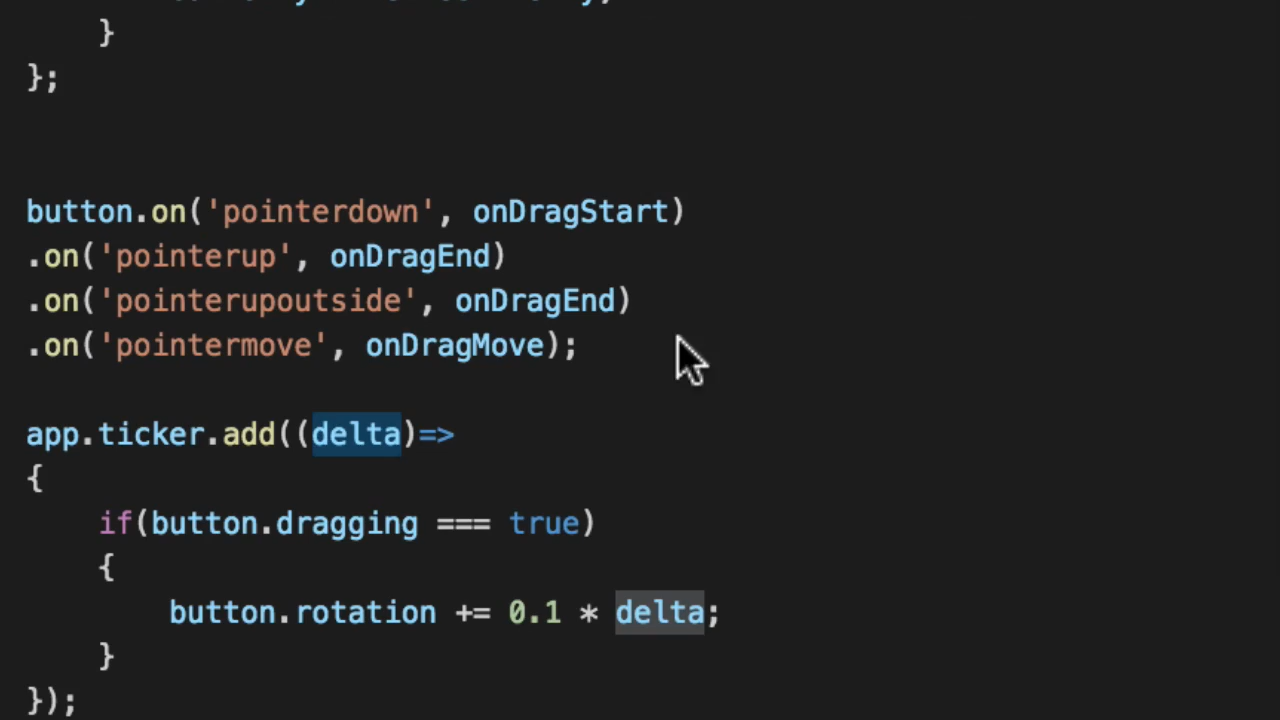 }
};
button.on('pointerdown', onDragStart)
.on('pointerup', onDragEnd)
.on('pointerupoutside', onDragEnd)
.on('pointermove', onDragMove);
app.ticker.add((delta)=>
{
if(button.dragging === true)
{
button.rotation += 0.1 * delta;
}
});